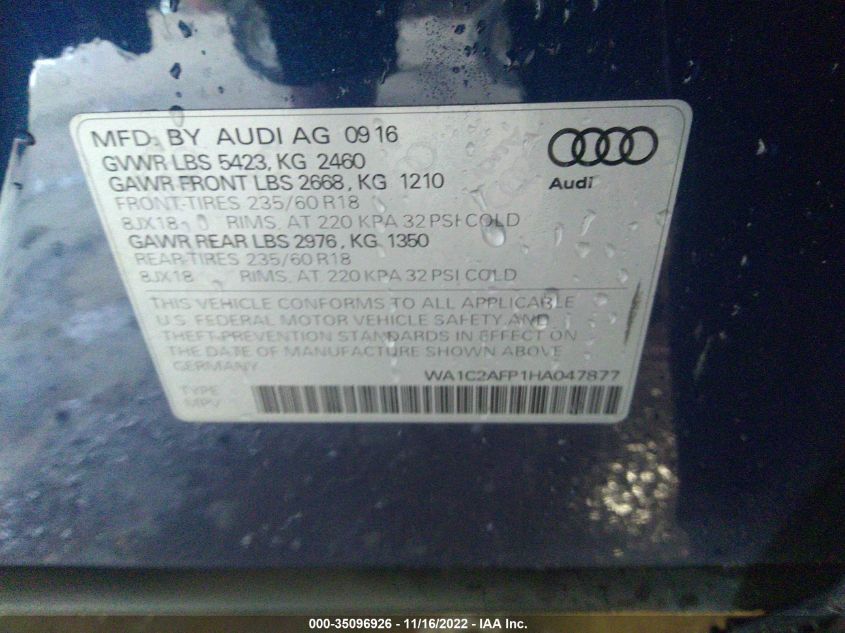 MFD. BY AUDI AG 09 16
GVWR LBS 5423, KG 2460
GAWR FRONT LBS 2668, KG 1210
FRONT-TIRES 235/60 R18
8JX18 RIMS. AT 220 KPA 32 PSI COLD
GAWR REAR LBS 2976, KG 1350
REAR-TIRES 235/60 R18
8JX18 RIMS. AT 220 KPA 32 PSI COLD
Audi
THIS VEHICLE CONFORMS TO ALL APPLICABLE
U.S. FEDERAL MOTOR VEHICLE SAFETY AND
THEFT-PREVENTION STANDARDS IN EFFECT ON
THE DATE OF MANUFACTURE SHOWN ABOVE.
GERMANY
WA1C2AFP1HA047877
TYPE
MPV
000-35096926 - 11/16/2022 - IAA Inc.